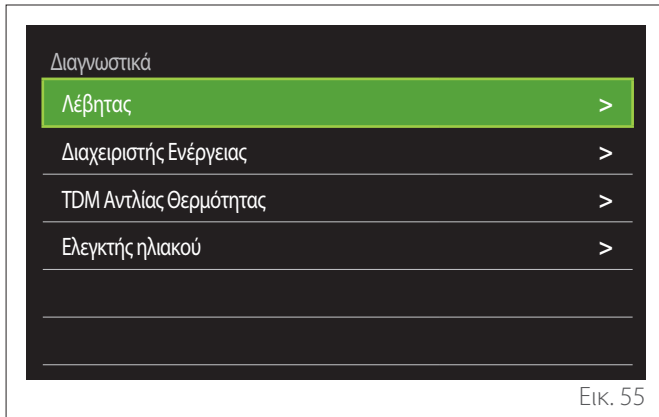 Διαγνωστικά
Λέβητας >
Διαχειριστής Ενέργειας >
TDM Αντλίας Θερμότητας >
Ελεγκτής ηλιακού >
Εικ. 55